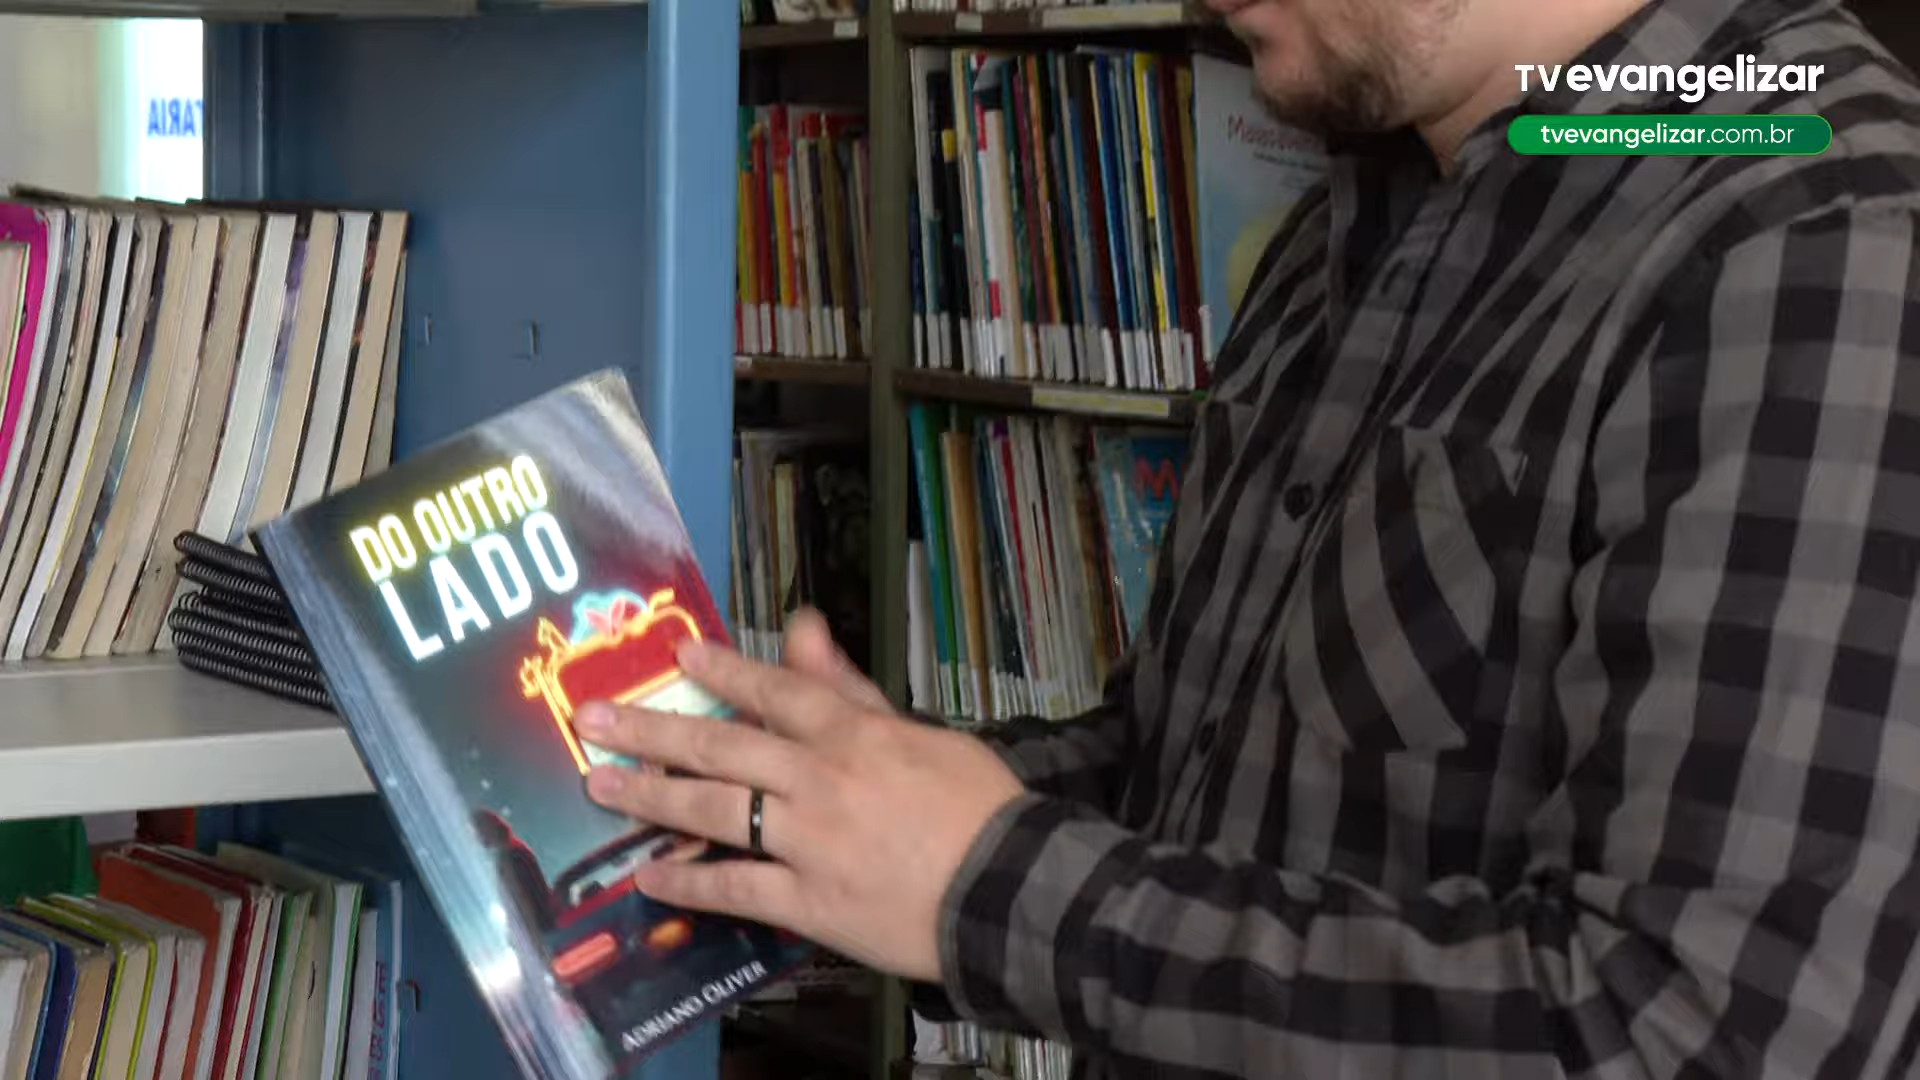 TVevangelizar
tvevangelizar.com.br
DO OUTRO
LADO
ADRIANO OLIVER